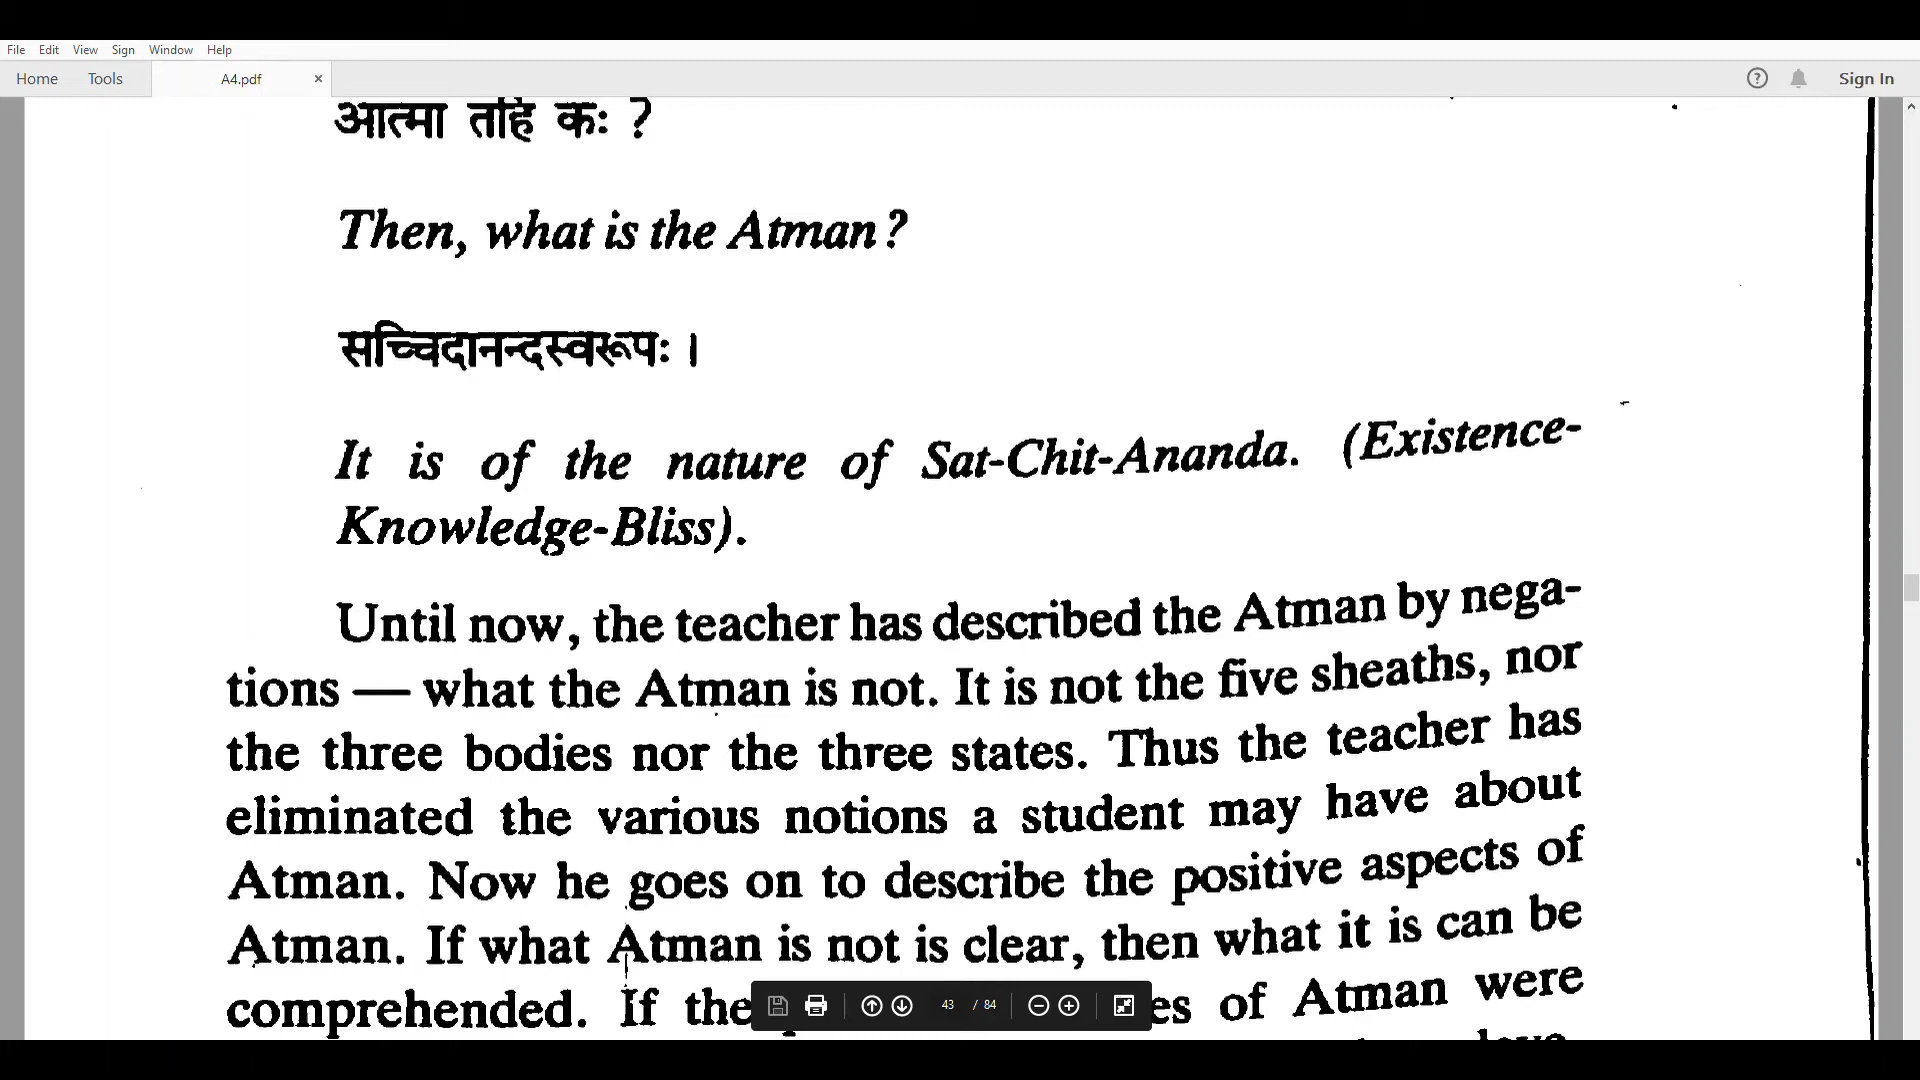 File Edit View Sign Window Help
Home Tools A4.pdf × ? Sign In
आत्मा तर्हि कः ?
Then, what is the Atman?
सच्चिदानन्दस्वरूपः ।
It is of the nature of Sat-Chit-Ananda. (Existence-
Knowledge-Bliss).
Until now, the teacher has described the Atman by nega-
tions — what the Atman is not. It is not the five sheaths, nor
the three bodies nor the three states. Thus the teacher has
eliminated the various notions a student may have about
Atman. Now he goes on to describe the positive aspects of
Atman. If what Atman is not is clear, then what it is can be
comprehended. If the es of Atman were
43 / 84